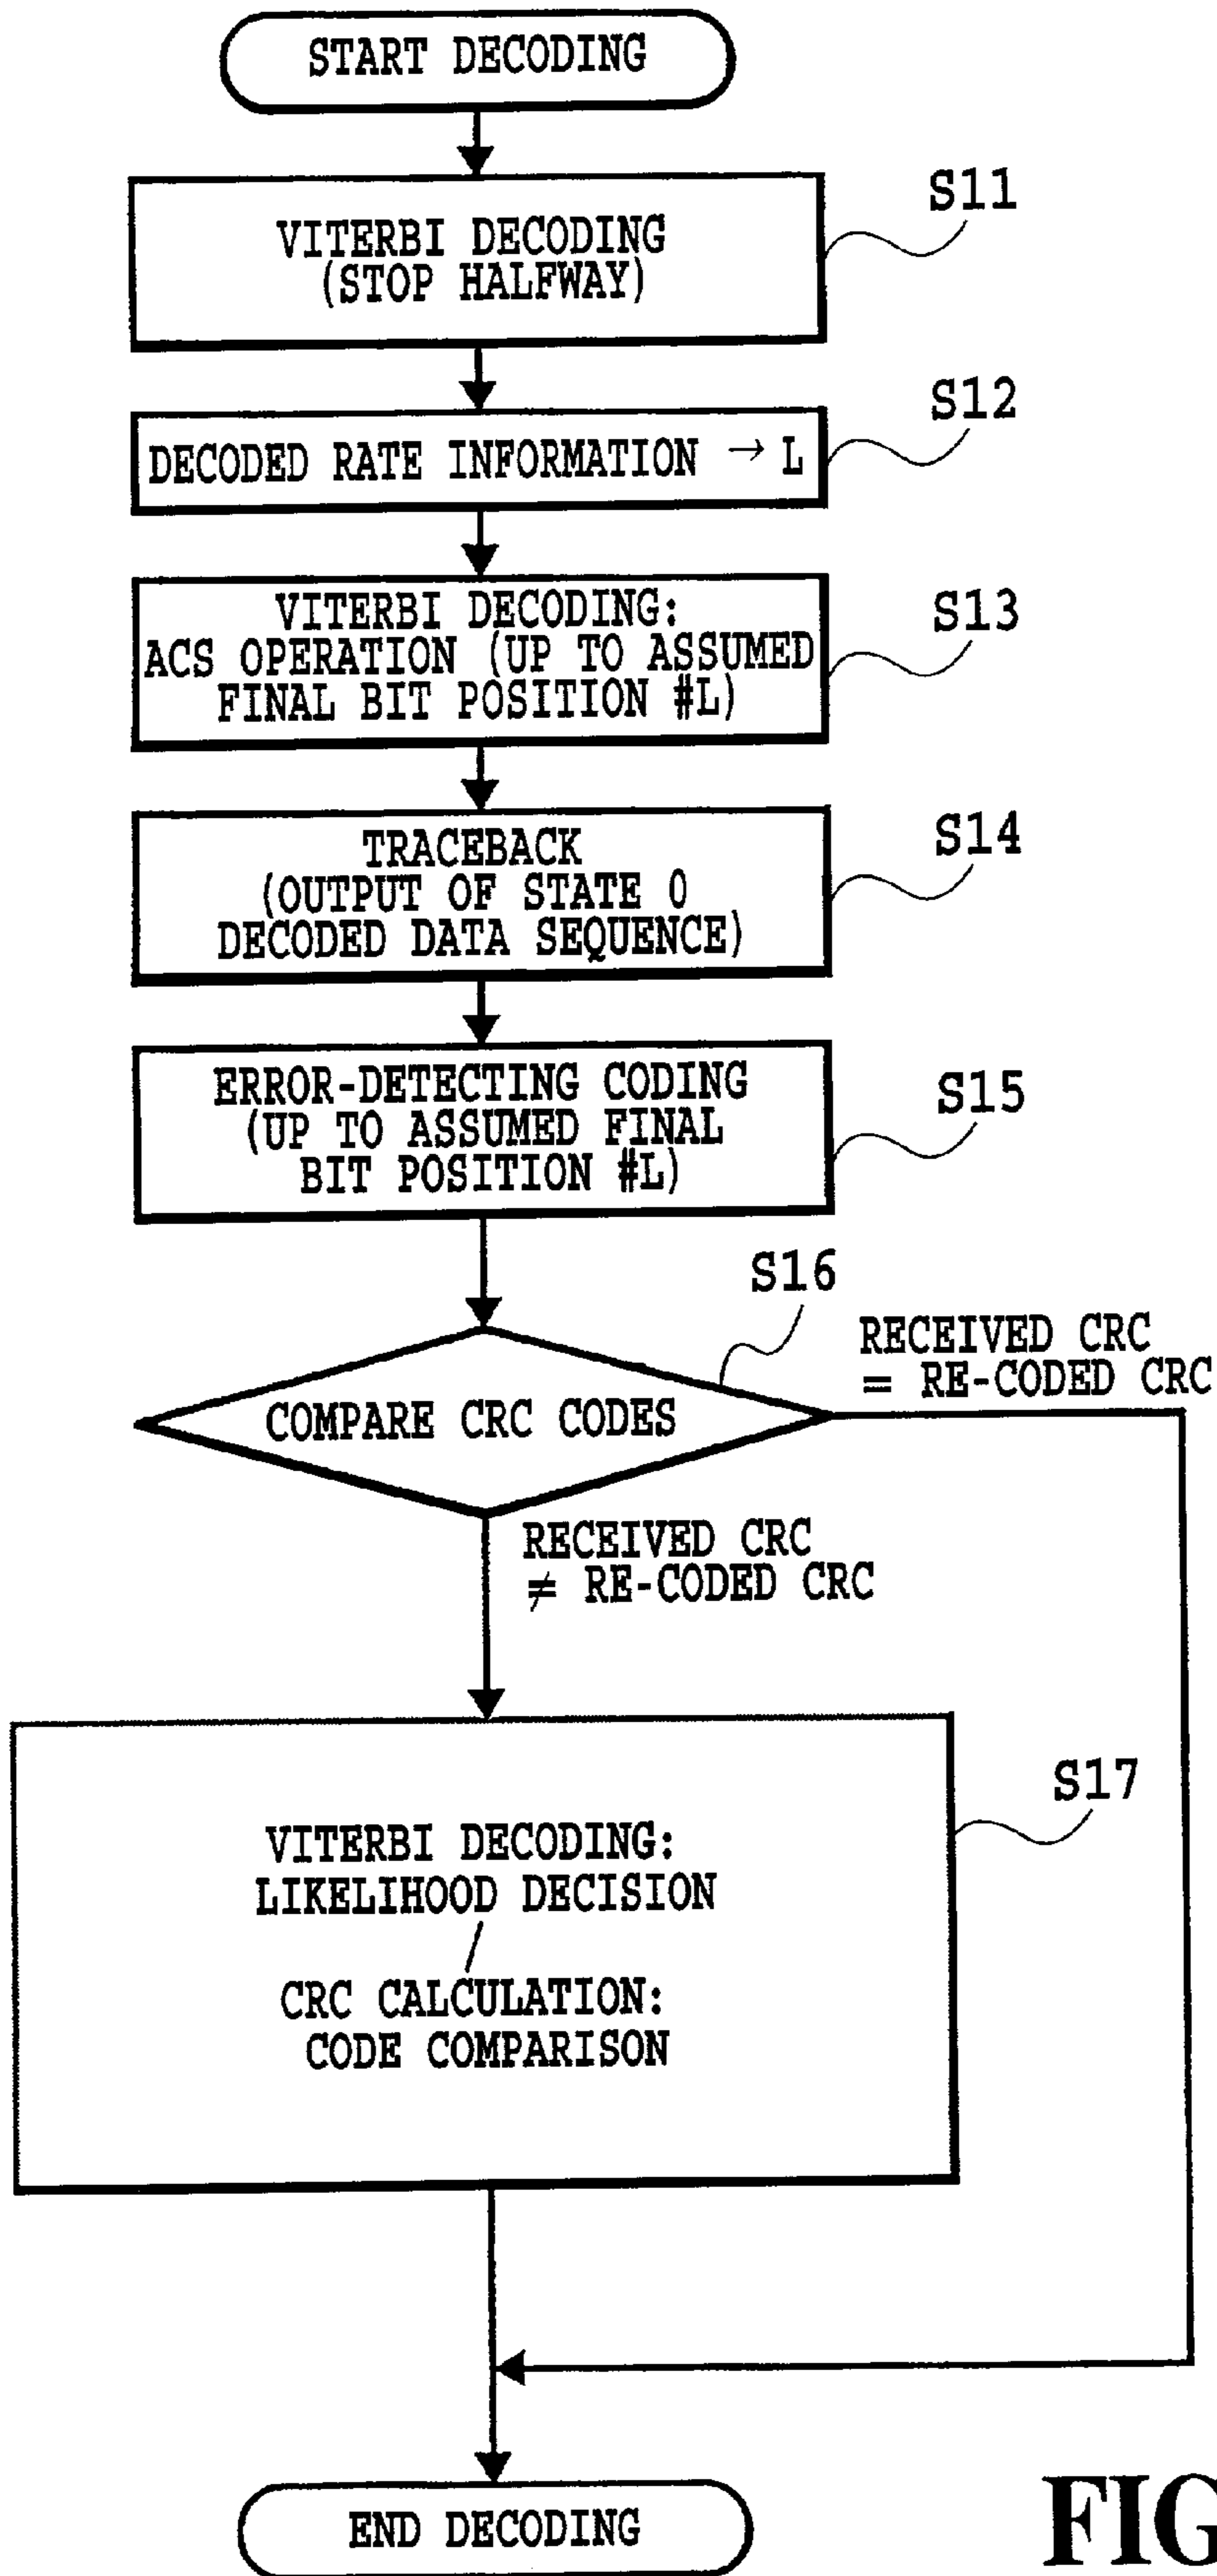 START DECODING
S11
VITERBI DECODING
(STOP HALFWAY)
S12
DECODED RATE INFORMATION → L
S13
VITERBI DECODING:
ACS OPERATION (UP TO ASSUMED
FINAL BIT POSITION #L)
S14
TRACEBACK
(OUTPUT OF STATE 0
DECODED DATA SEQUENCE)
S15
ERROR-DETECTING CODING
(UP TO ASSUMED FINAL
BIT POSITION #L)
S16
RECEIVED CRC
= RE-CODED CRC
COMPARE CRC CODES
RECEIVED CRC
≠ RE-CODED CRC
S17
VITERBI DECODING:
LIKELIHOOD DECISION
/
CRC CALCULATION:
CODE COMPARISON
END DECODING
FIG